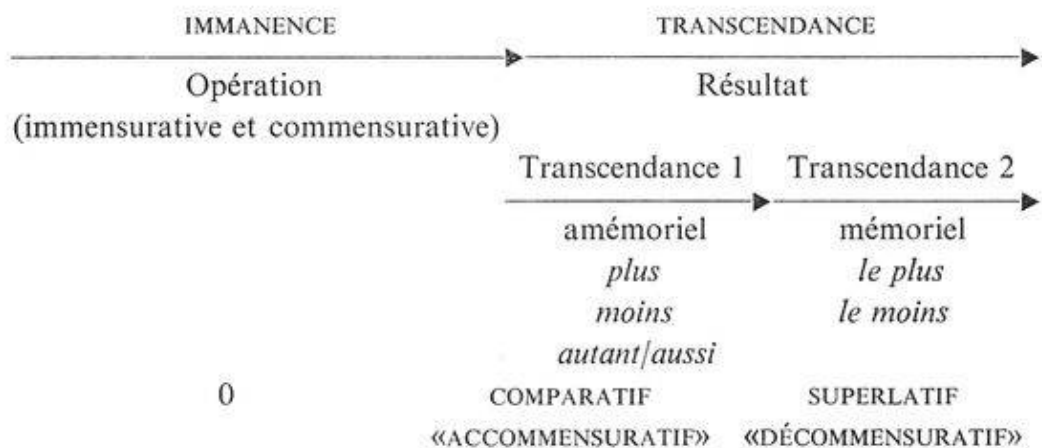 IMMANENCE TRANSCENDANCE
Opération Résultat
(immensurative et commensurative)
Transcendance 1 Transcendance 2
amémoriel mémoriel
plus le plus
moins le moins
autant/aussi
0 COMPARATIF SUPERLATIF
«ACCOMMENSURATIF» «DÉCOMMENSURATIF»